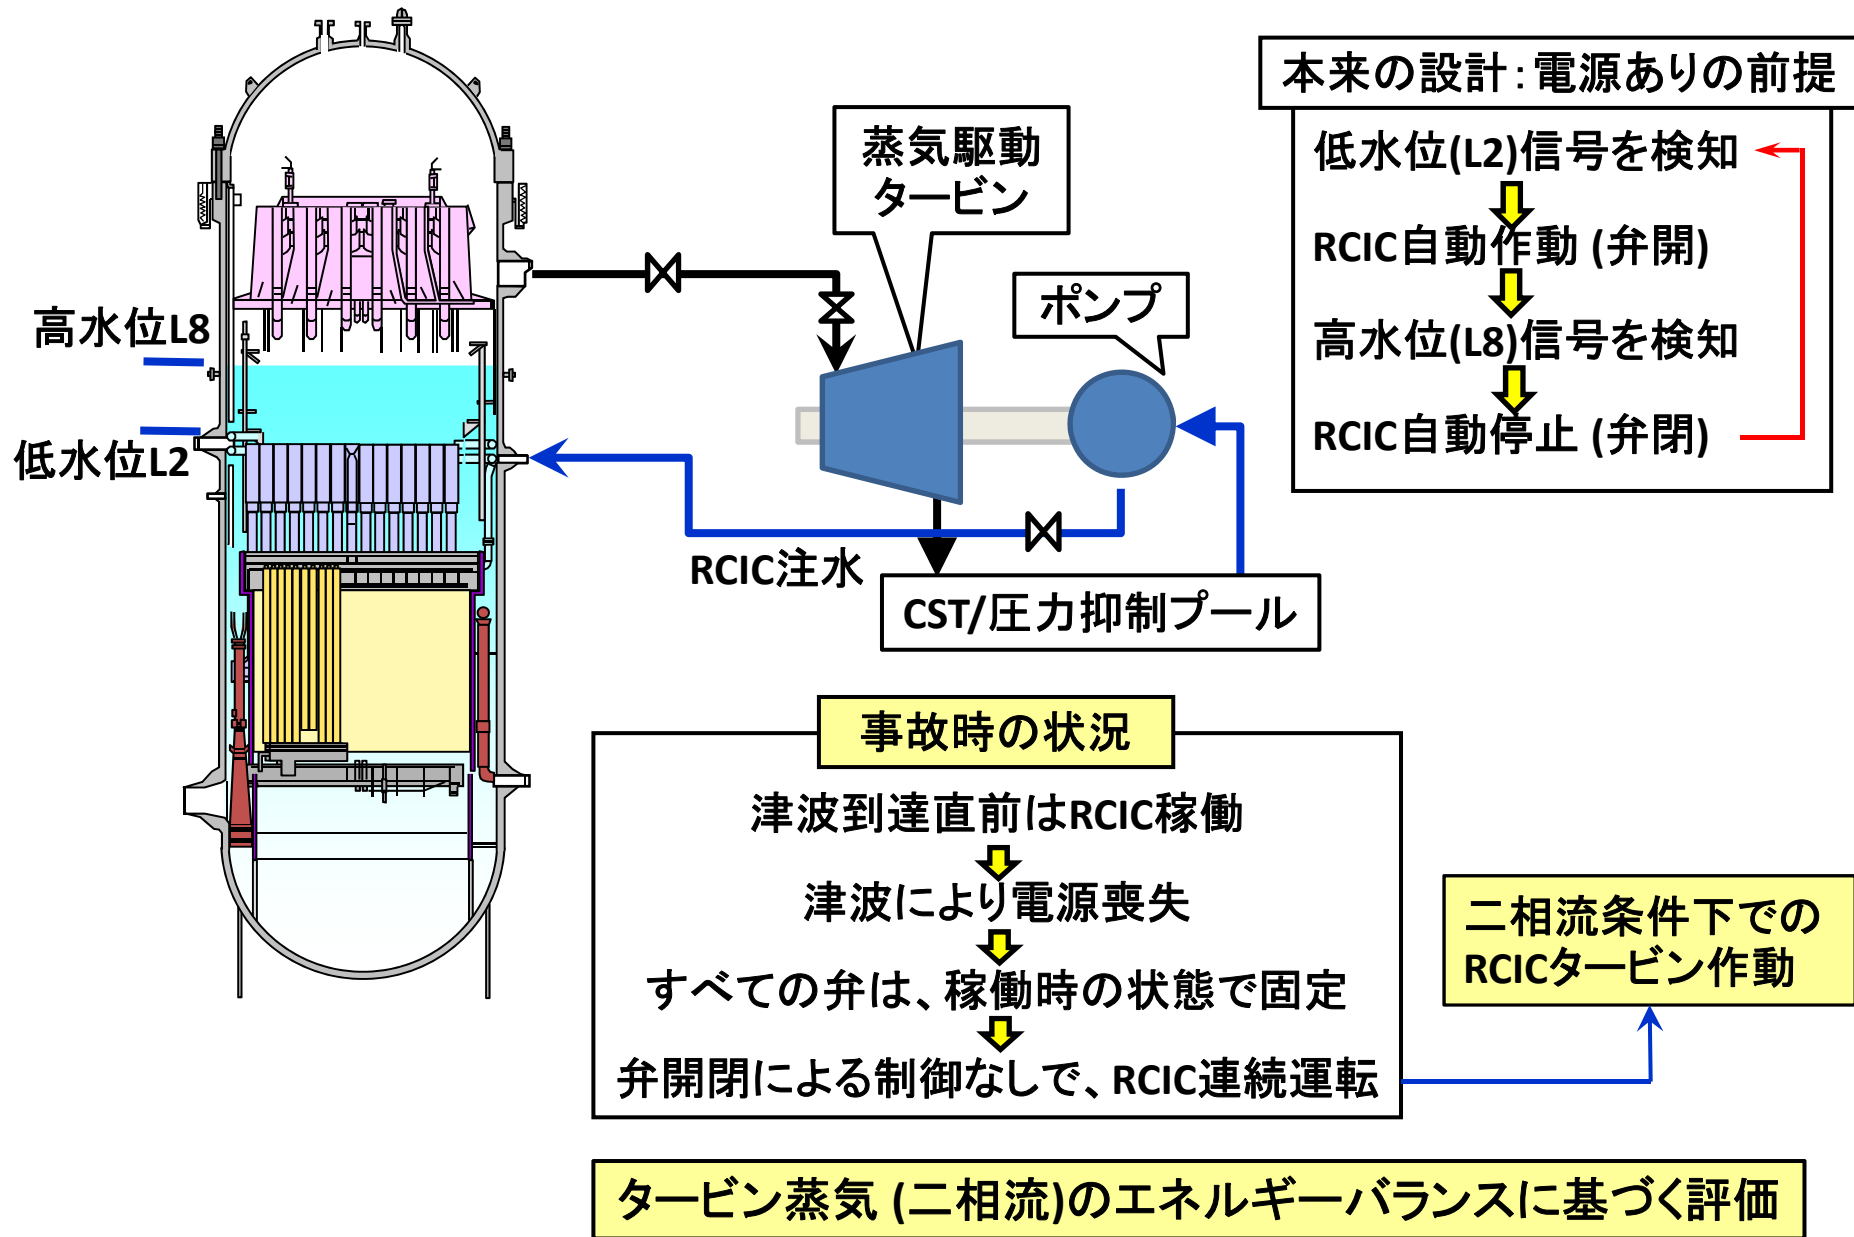 本来の設計：電源ありの前提
低水位(L2)信号を検知
RCIC自動作動 (弁開)
高水位(L8)信号を検知
RCIC自動停止 (弁閉)
蒸気駆動
タービン
ポンプ
高水位L8
低水位L2
RCIC注水
CST/圧力抑制プール
事故時の状況
津波到達直前はRCIC稼働
津波により電源喪失
すべての弁は、稼働時の状態で固定
弁開閉による制御なしで、RCIC連続運転
二相流条件下での
RCICタービン作動
タービン蒸気 (二相流)のエネルギーバランスに基づく評価